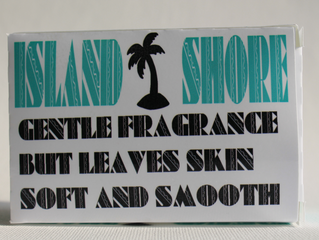 ISLAND SHORE
GENTLE FRAGRANCE
BUT LEAVES SKIN
SOFT AND SMOOTH